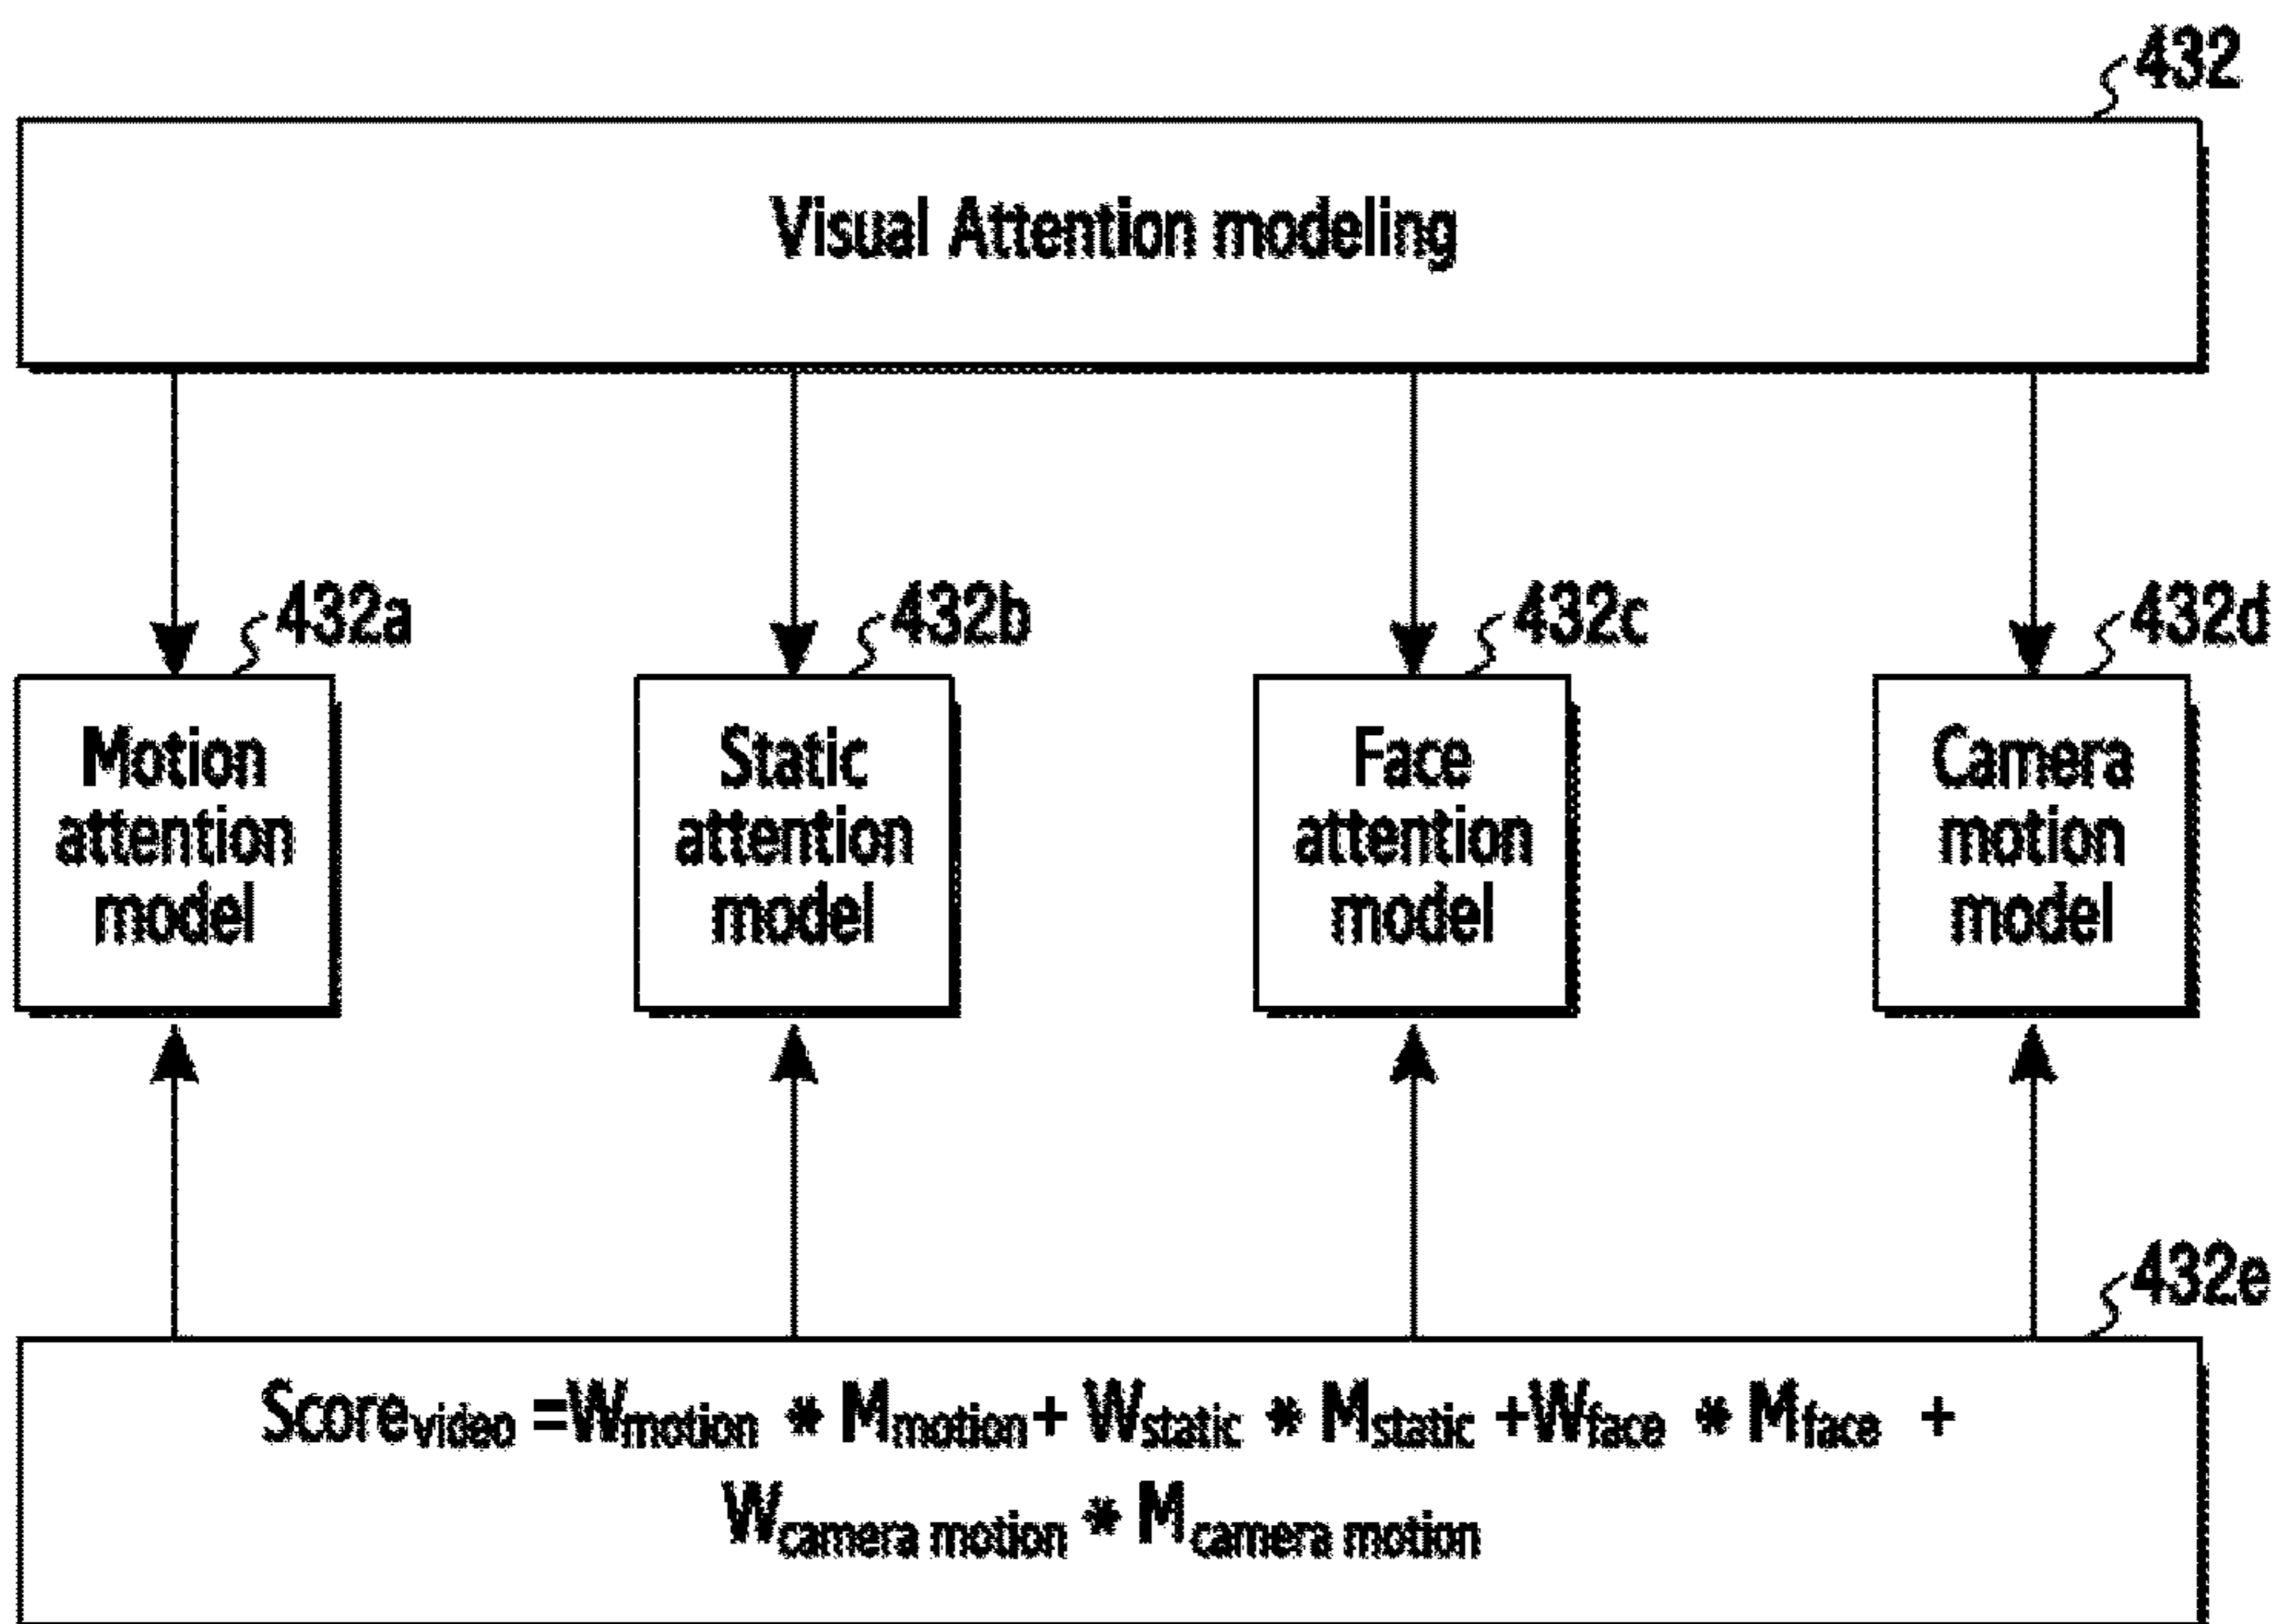 432
Visual Attention modeling
432a
432b
432c
432d
Motion
attention
model
Static
attention
model
Face
attention
model
Camera
motion
model
432e
Scorevideo =Wmotion * Mmotion+ Wstatic * Mstatic +Wface * Mface +
Wcamera motion * Mcamera motion